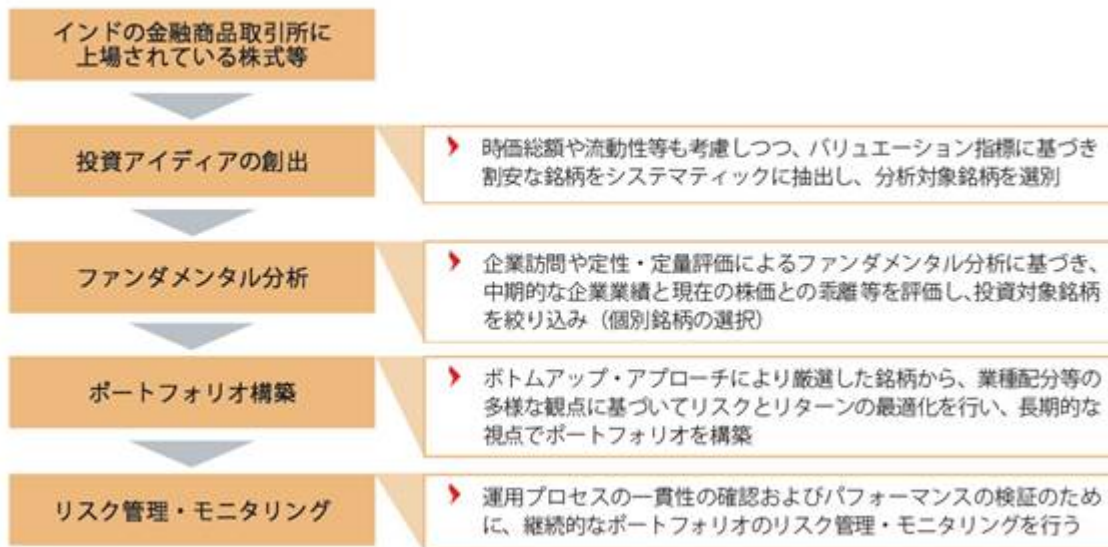 インドの金融商品取引所に
上場されている株式等
投資アイディアの創出
時価総額や流動性等も考慮しつつ、バリュエーション指標に基づき
割安な銘柄をシステマティックに抽出し、分析対象銘柄を選別
ファンダメンタル分析
企業訪問や定性・定量評価によるファンダメンタル分析に基づき、
中期的な企業業績と現在の株価との乖離等を評価し、投資対象銘柄
を絞り込み（個別銘柄の選択）
ポートフォリオ構築
ボトムアップ・アプローチにより厳選した銘柄から、業種配分等の
多様な観点に基づいてリスクとリターンの最適化を行い、長期的な
視点でポートフォリオを構築
リスク管理・モニタリング
運用プロセスの一貫性の確認およびパフォーマンスの検証のため
に、継続的なポートフォリオのリスク管理・モニタリングを行う